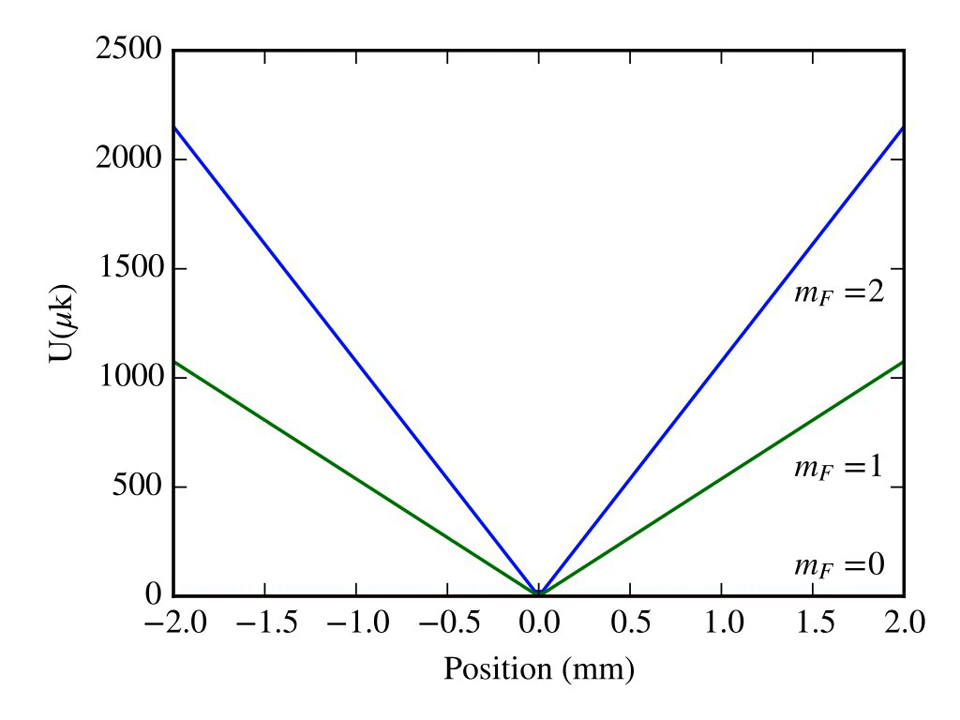 2500
2000
1500
1000
500
0
U(μk)
m_F =2
m_F =1
m_F =0
−2.0 −1.5 −1.0 −0.5 0.0 0.5 1.0 1.5 2.0
Position (mm)